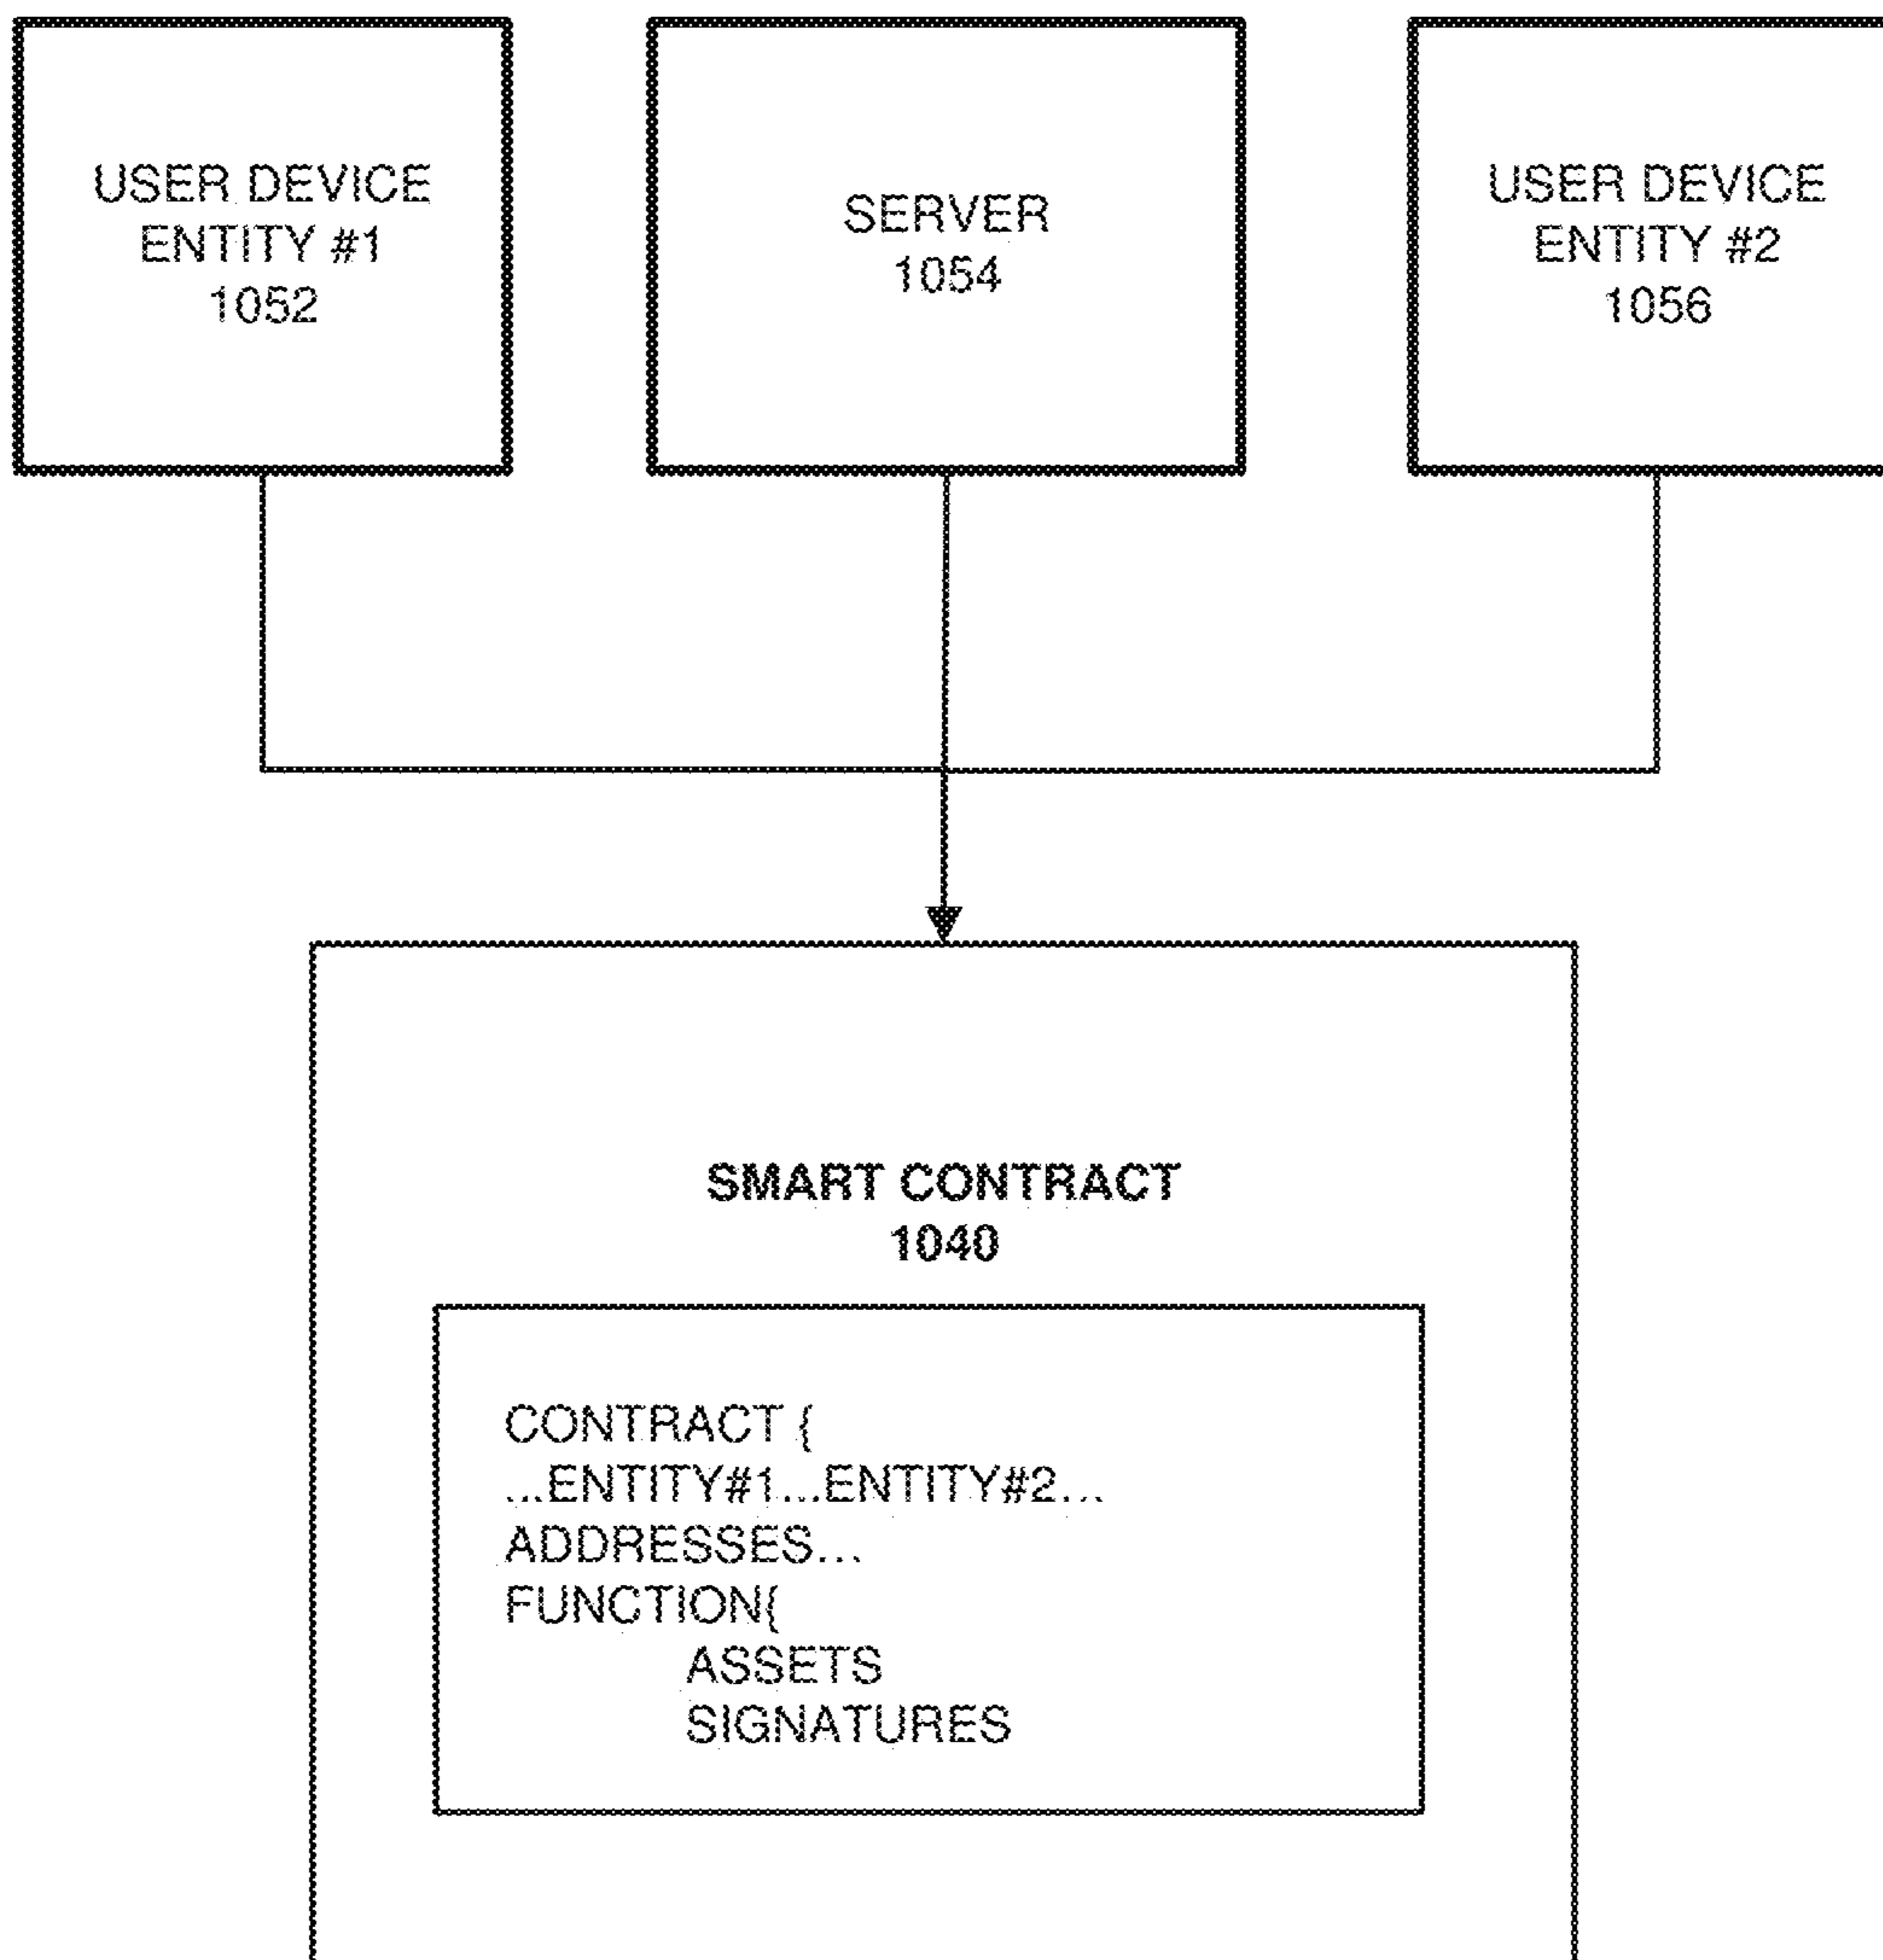 USER DEVICE
ENTITY #1
1052
SERVER
1054
USER DEVICE
ENTITY #2
1056
SMART CONTRACT
1040
CONTRACT {
...ENTITY#1...ENTITY#2...
ADDRESSES...
FUNCTION{
ASSETS
SIGNATURES